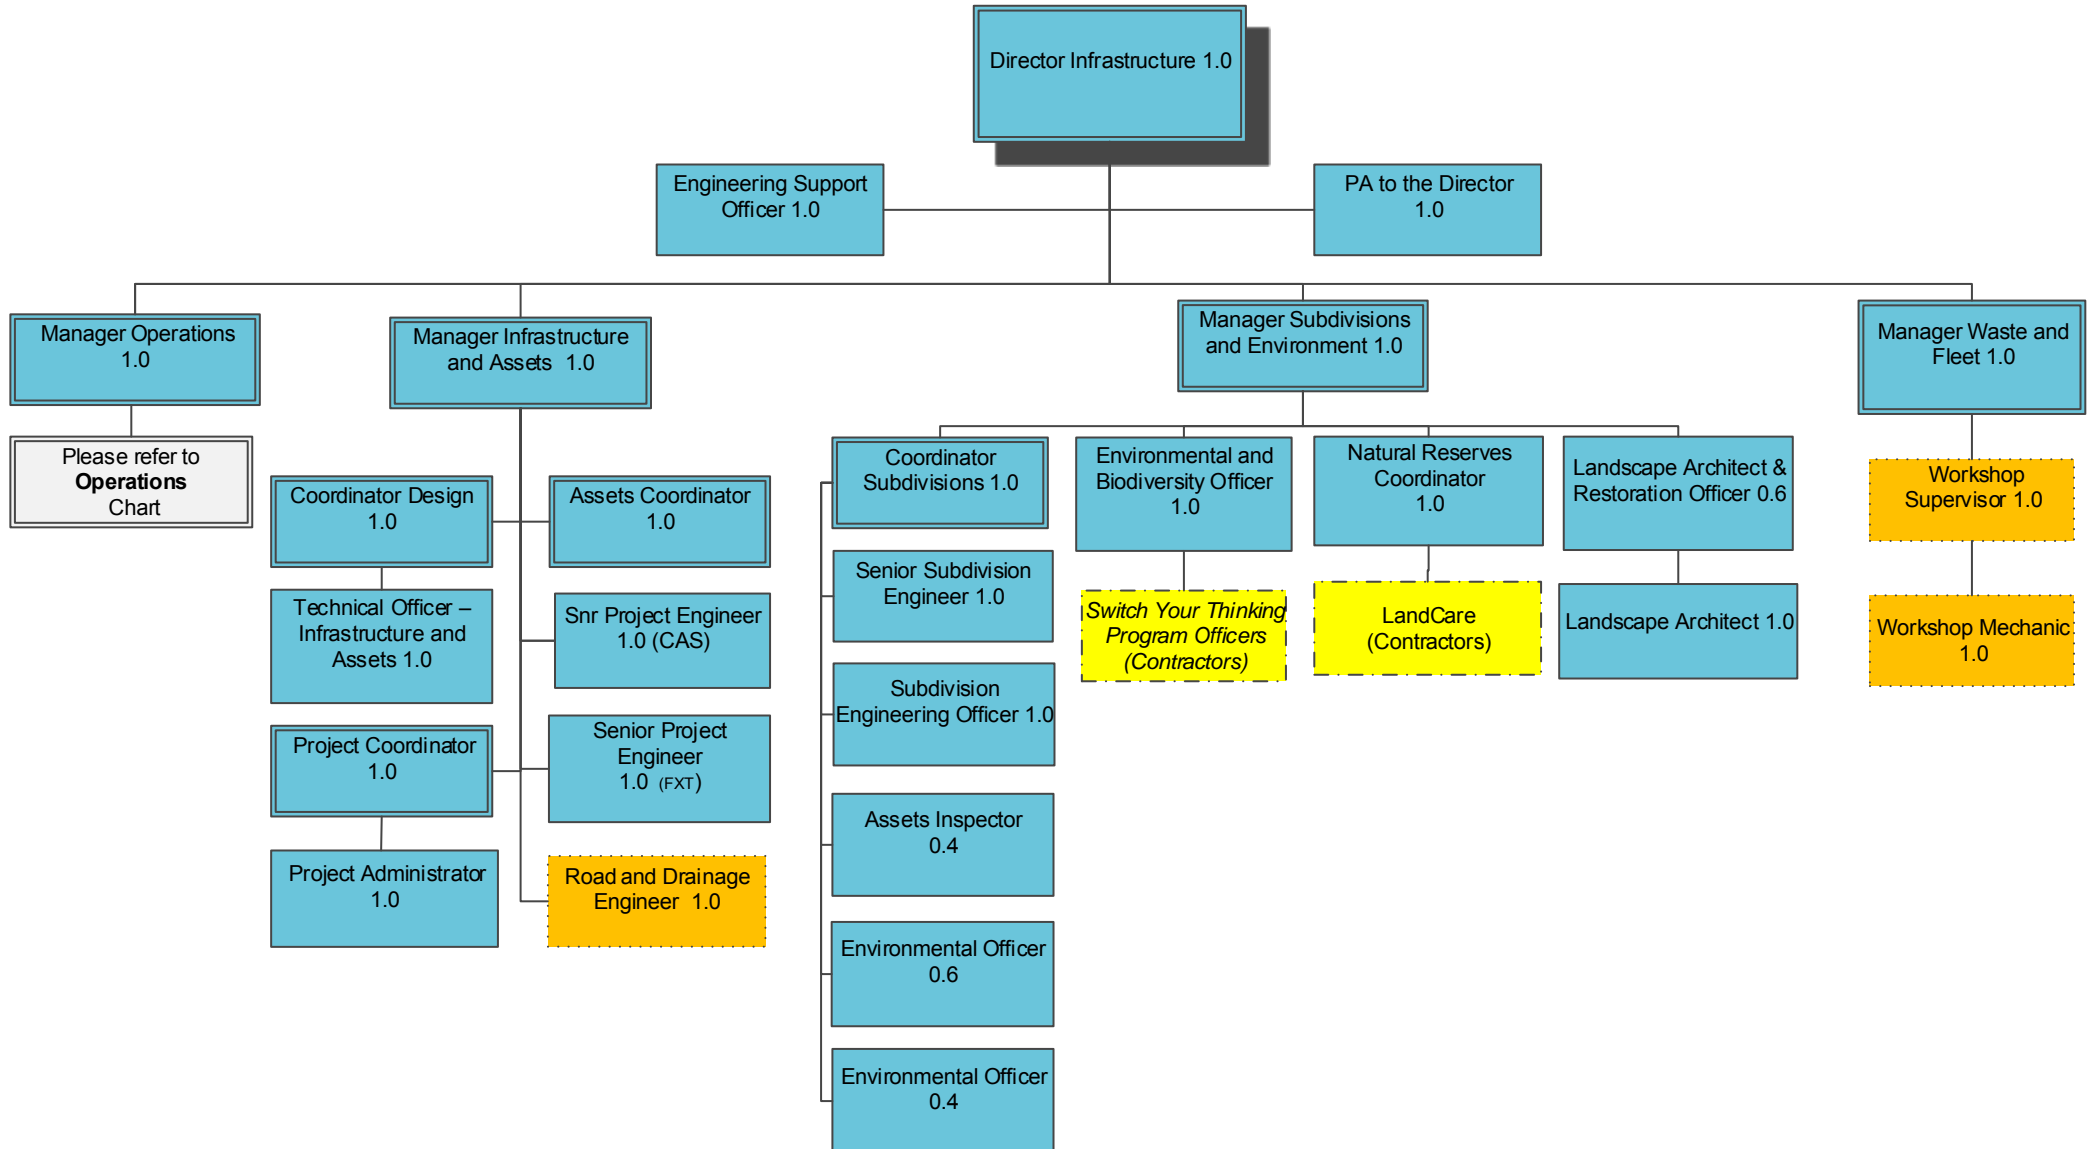 Director Infrastructure 1.0
Engineering Support
Officer 1.0
PA to the Director
1.0
Manager Operations
1.0
Manager Infrastructure
and Assets  1.0
Manager Subdivisions
and Environment 1.0
Manager Waste and
Fleet 1.0
Please refer to
Operations
Chart
Coordinator Design
1.0
Assets Coordinator
1.0
Technical Officer –
Infrastructure and
Assets 1.0
Snr Project Engineer
1.0 (CAS)
Project Coordinator
1.0
Senior Project
Engineer
1.0 (FXT)
Project Administrator
1.0
Road and Drainage
Engineer  1.0
Coordinator
Subdivisions 1.0
Senior Subdivision
Engineer 1.0
Subdivision
Engineering Officer 1.0
Assets Inspector
0.4
Environmental Officer
0.6
Environmental Officer
0.4
Environmental and
Biodiversity Officer
1.0
Switch Your Thinking
Program Officers
(Contractors)
Natural Reserves
Coordinator
1.0
LandCare
(Contractors)
Landscape Architect &
Restoration Officer 0.6
Landscape Architect 1.0
Workshop
Supervisor 1.0
Workshop Mechanic
1.0